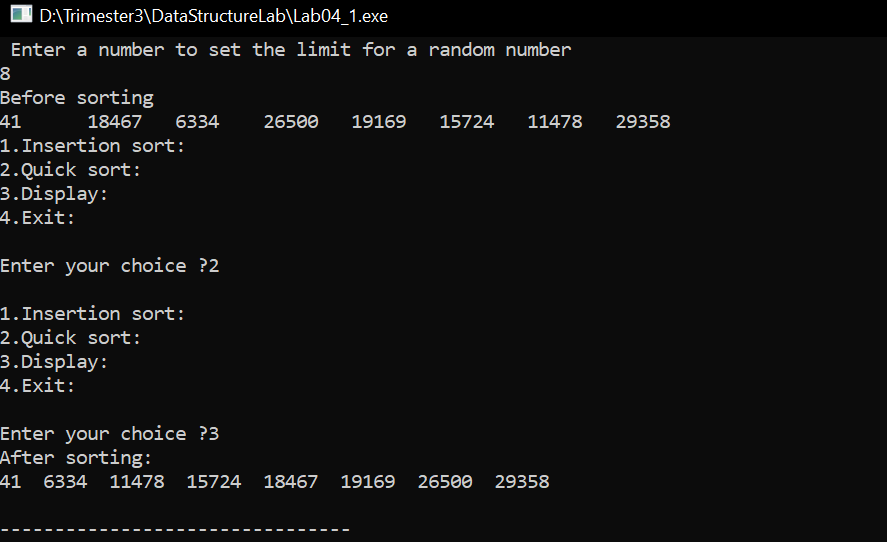 D:\Trimester3\DataStructureLab\Lab04_1.exe
Enter a number to set the limit for a random number
8
Before sorting
41 18467 6334 26500 19169 15724 11478 29358
1.Insertion sort:
2.Quick sort:
3.Display:
4.Exit:
Enter your choice ?2
1.Insertion sort:
2.Quick sort:
3.Display:
4.Exit:
Enter your choice ?3
After sorting:
41 6334 11478 15724 18467 19169 26500 29358
--------------------------------